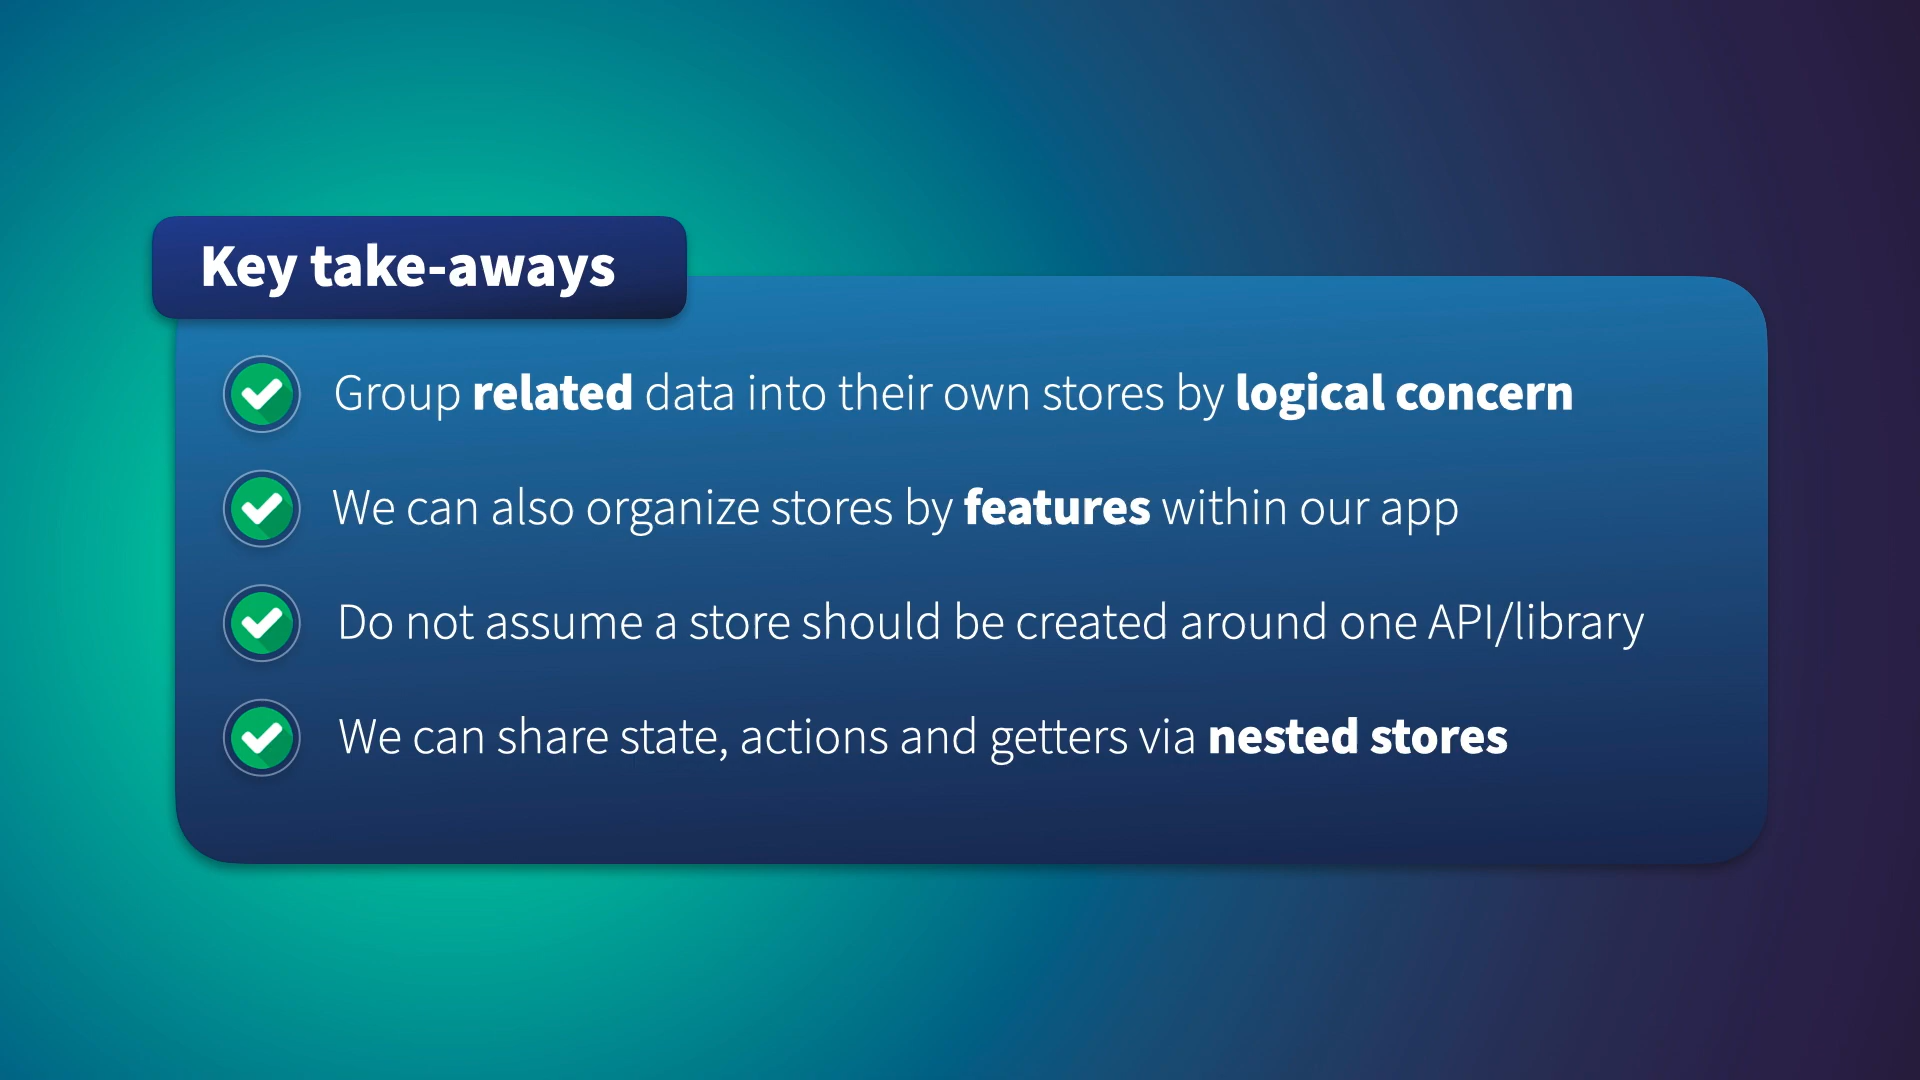 Key take-aways
Group related data into their own stores by logical concern
We can also organize stores by features within our app
Do not assume a store should be created around one API/library
We can share state, actions and getters via nested stores